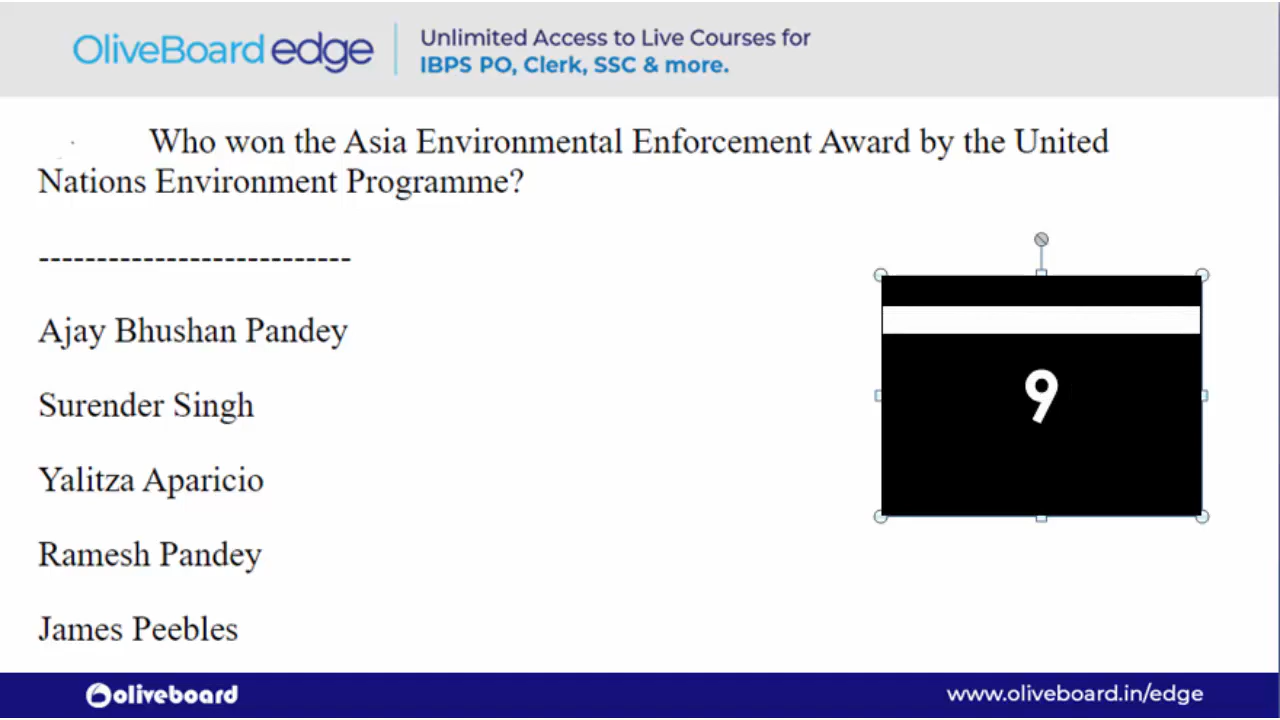 OliveBoard edge
Unlimited Access to Live Courses for
IBPS PO, Clerk, SSC & more.
Who won the Asia Environmental Enforcement Award by the United
Nations Environment Programme?
---------------------------
Ajay Bhushan Pandey
Surender Singh
9
Yalitza Aparicio
Ramesh Pandey
James Peebles
oliveboard
www.oliveboard.in/edge